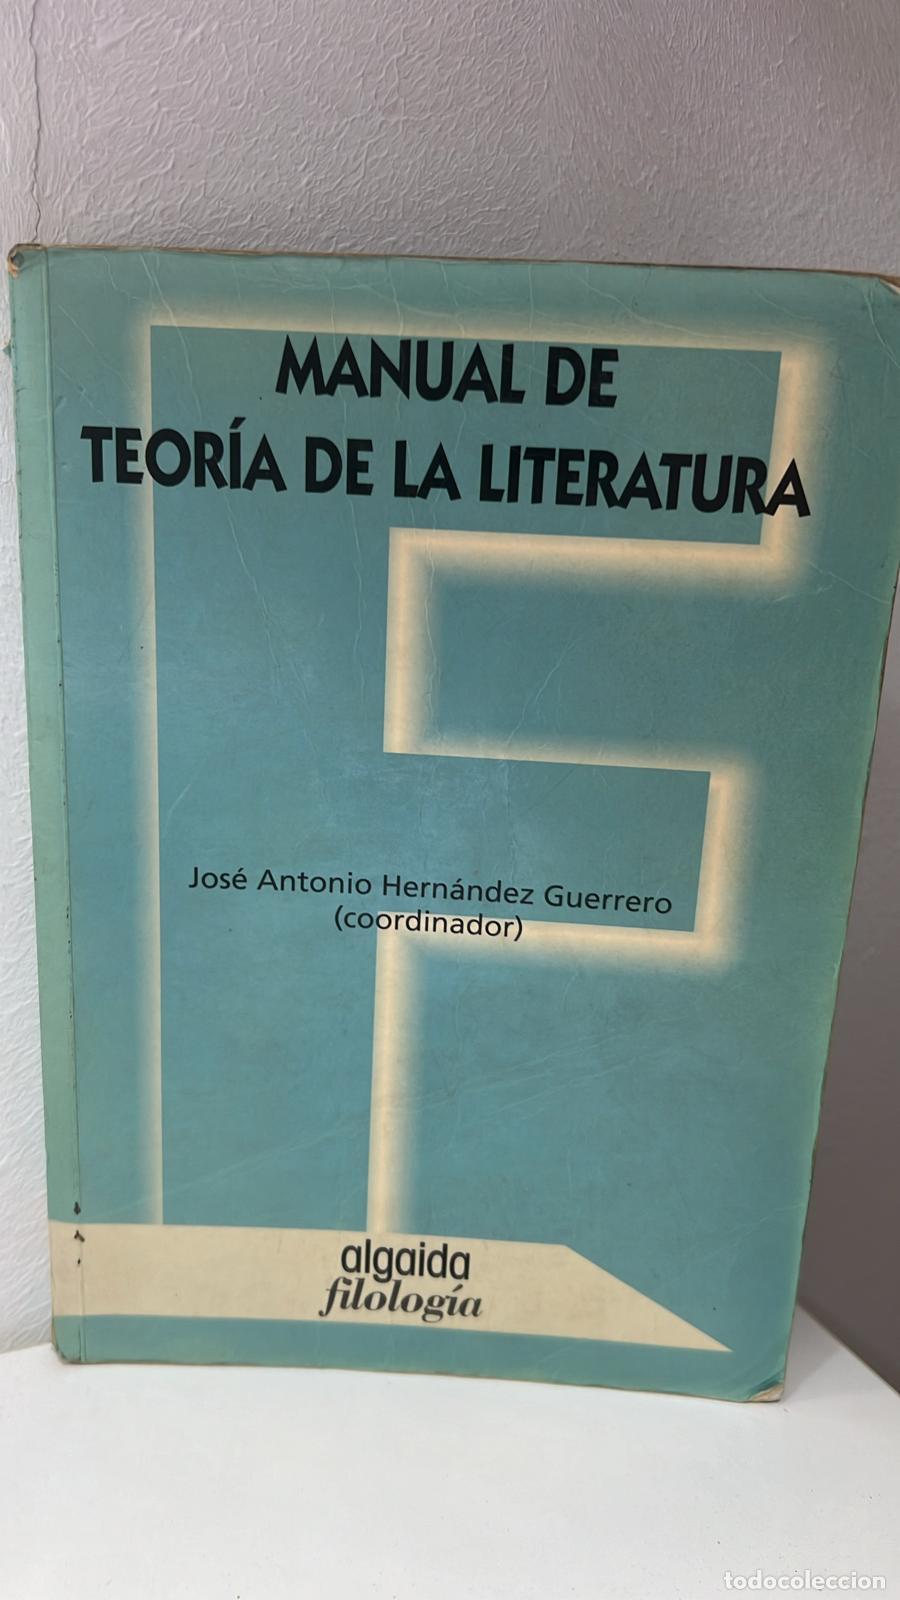 MANUAL DE
TEORÍA DE LA LITERATURA
José Antonio Hernández Guerrero
(coordinador)
algaida
filología
todocoleccion